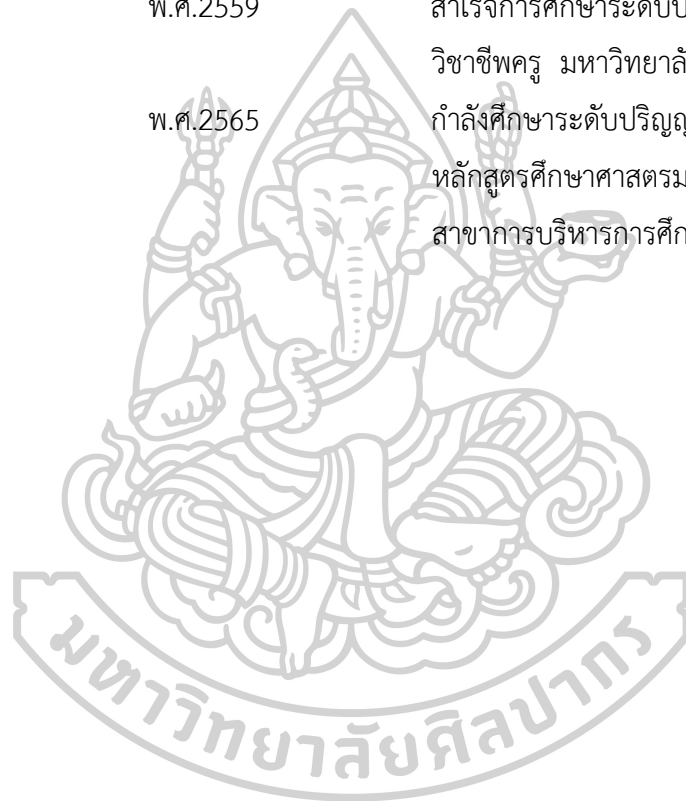 พ.ศ.2559 สำเร็จการศึกษาระดับ
วิชาชีพครู มหาวิทยาลั
พ.ศ.2565 กำลังศึกษาระดับปริญญ
หลักสูตรศึกษาศาสตรม
สาขาการบริหารการศึก
มหาวิทยาลัยศิลปากร